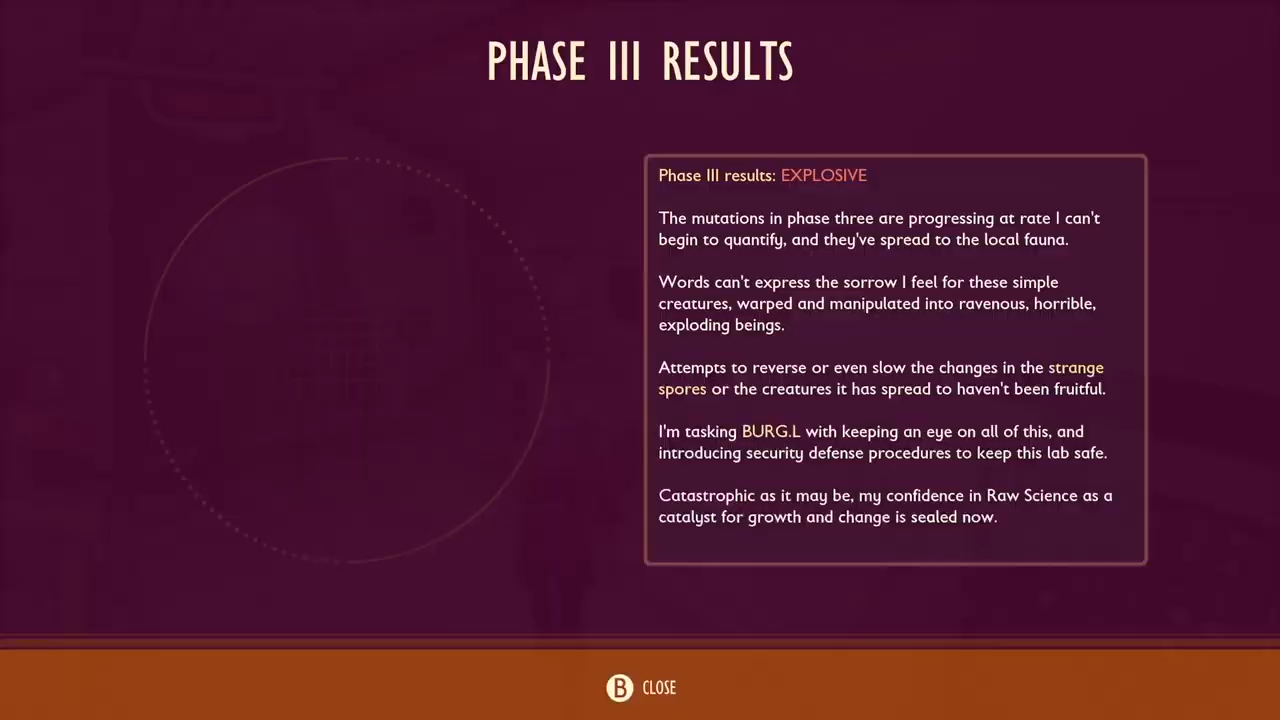 PHASE III RESULTS
Phase III results: EXPLOSIVE
The mutations in phase three are progressing at rate I can't
begin to quantify, and they've spread to the local fauna.
Words can't express the sorrow I feel for these simple
creatures, warped and manipulated into ravenous, horrible,
exploding beings.
Attempts to reverse or even slow the changes in the strange
spores or the creatures it has spread to haven't been fruitful.
I'm tasking BURG.L with keeping an eye on all of this, and
introducing security defense procedures to keep this lab safe.
Catastrophic as it may be, my confidence in Raw Science as a
catalyst for growth and change is sealed now.
B CLOSE